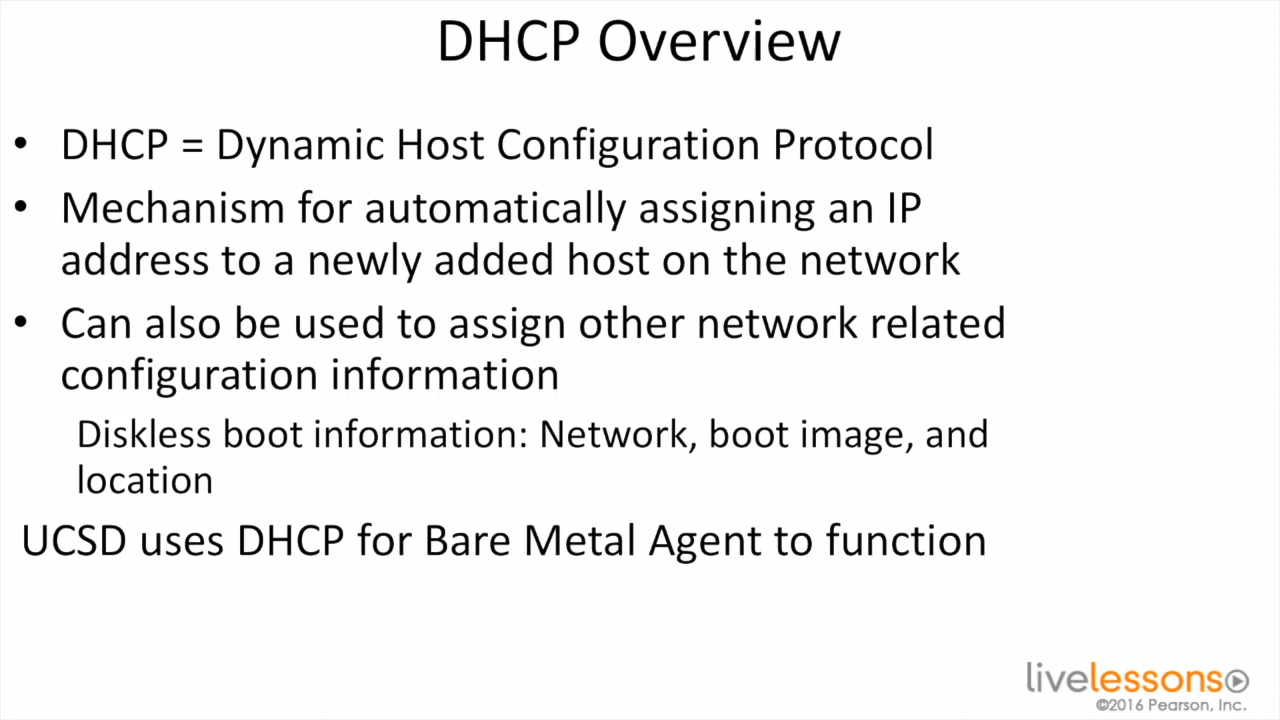 DHCP Overview
• DHCP = Dynamic Host Configuration Protocol
• Mechanism for automatically assigning an IP
address to a newly added host on the network
• Can also be used to assign other network related
configuration information
Diskless boot information: Network, boot image, and
location
UCSD uses DHCP for Bare Metal Agent to function
livelessons
©2016 Pearson, Inc.